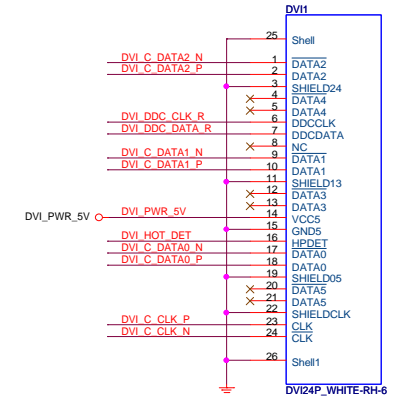 DVI1
25 Shell
DVI_C_DATA2_N 1 DATA2
DVI_C_DATA2_P 2 DATA2
3 SHIELD24
4 DATA4
5 DATA4
DVI_DDC_CLK_R 6 DDCCLK
DVI_DDC_DATA_R 7 DDCDATA
8 NC
DVI_C_DATA1_N 9 DATA1
DVI_C_DATA1_P 10 DATA1
11 SHIELD13
12 DATA3
13 DATA3
DVI_PWR_5V DVI_PWR_5V 14 VCC5
15 GND5
DVI_HOT_DET 16 HPDET
DVI_C_DATA0_N 17 DATA0
DVI_C_DATA0_P 18 DATA0
19 SHIELD05
20 DATA5
21 DATA5
22 SHIELDCLK
DVI_C_CLK_P 23 CLK
DVI_C_CLK_N 24 CLK
26 Shell1
DVI24P_WHITE-RH-6